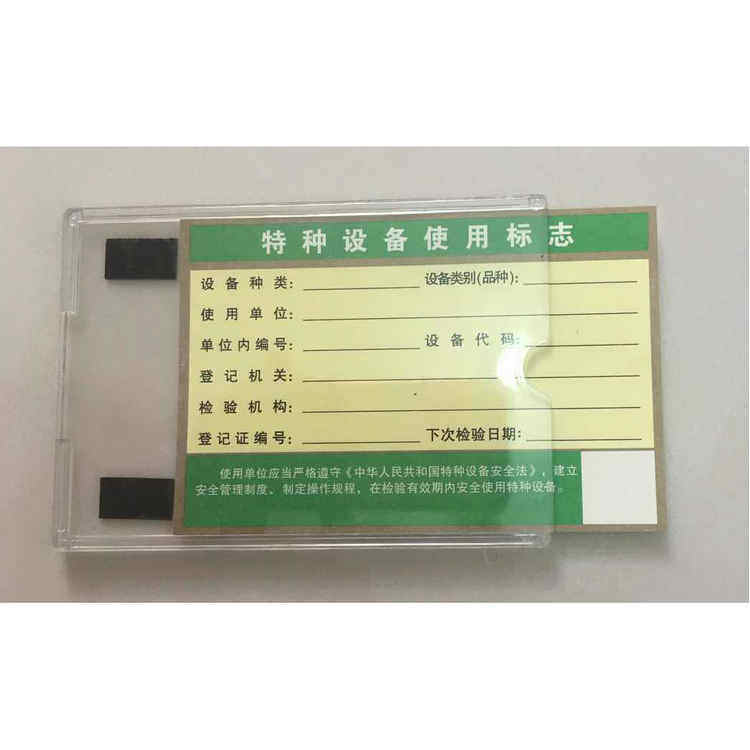 特种设备使用标志
设备种类: 设备类别(品种):
使用单位:
单位内编号: 设备代码:
登记机关:
检验机构:
登记证编号: 下次检验日期:
使用单位应当严格遵守《中华人民共和国特种设备安全法》，建立
安全管理制度、制定操作规程，在检验有效期内安全使用特种设备。